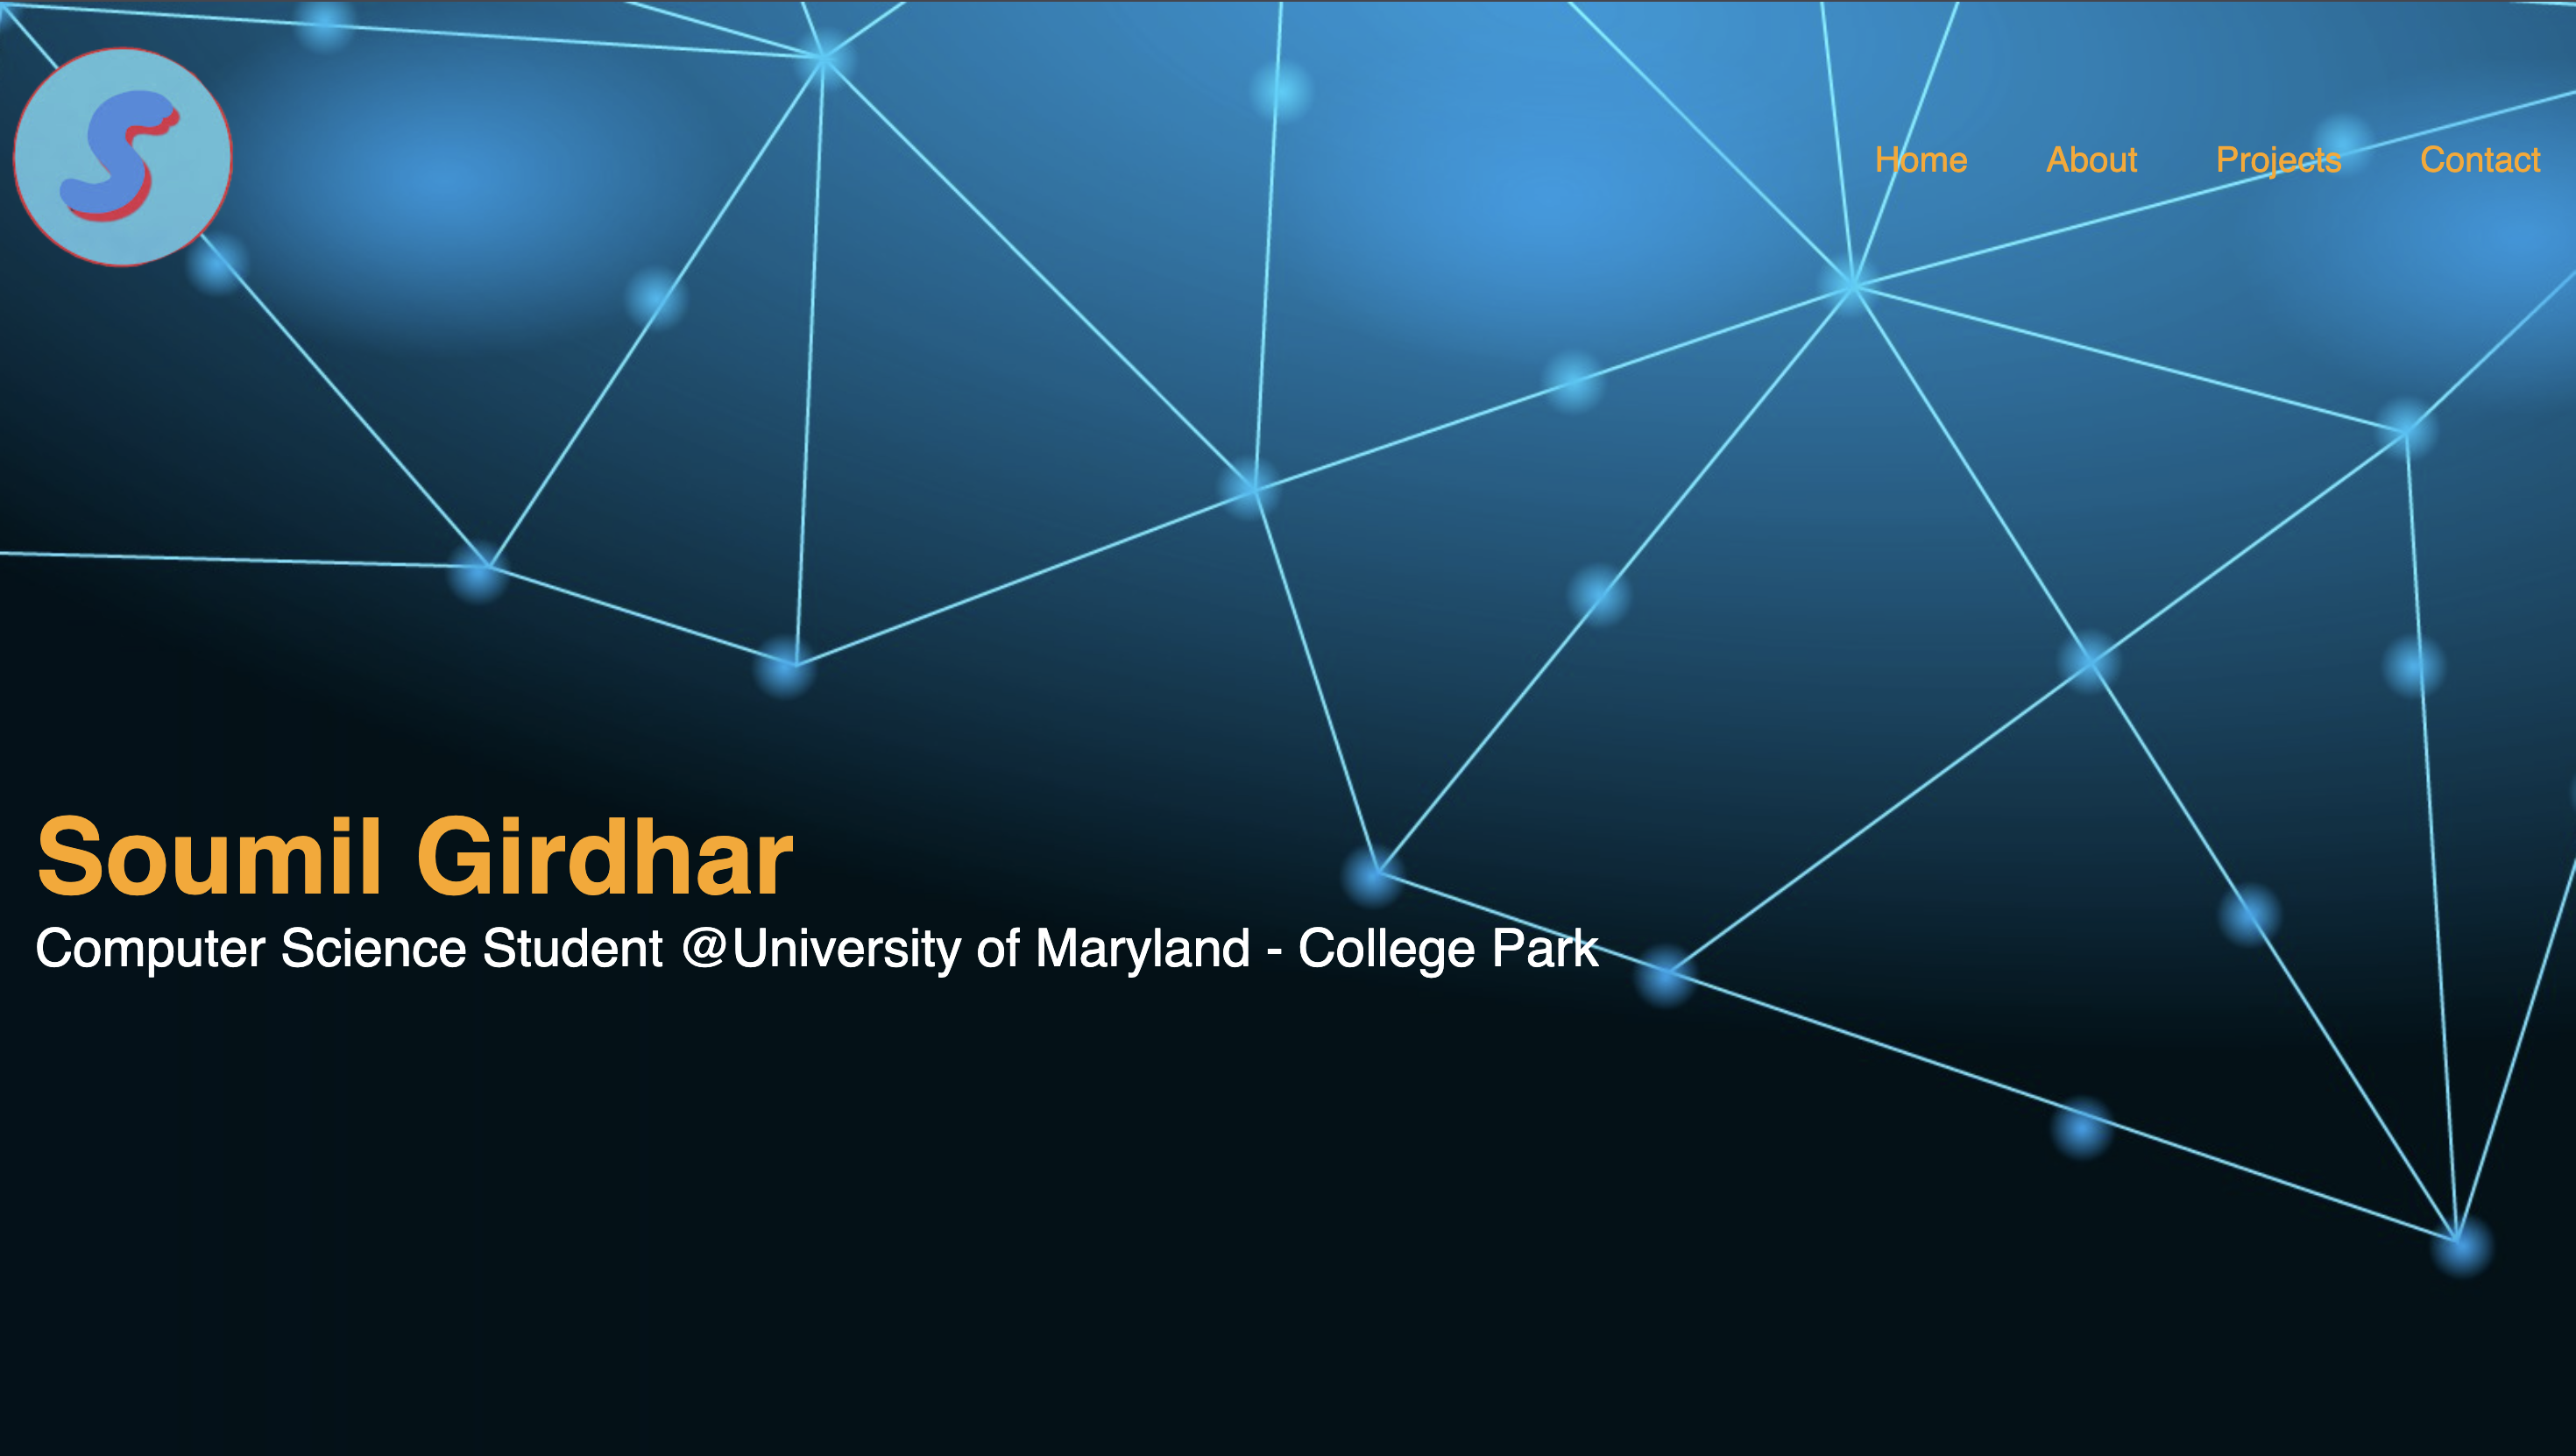 S
Home About Projects Contact
Soumil Girdhar
Computer Science Student @University of Maryland - College Park